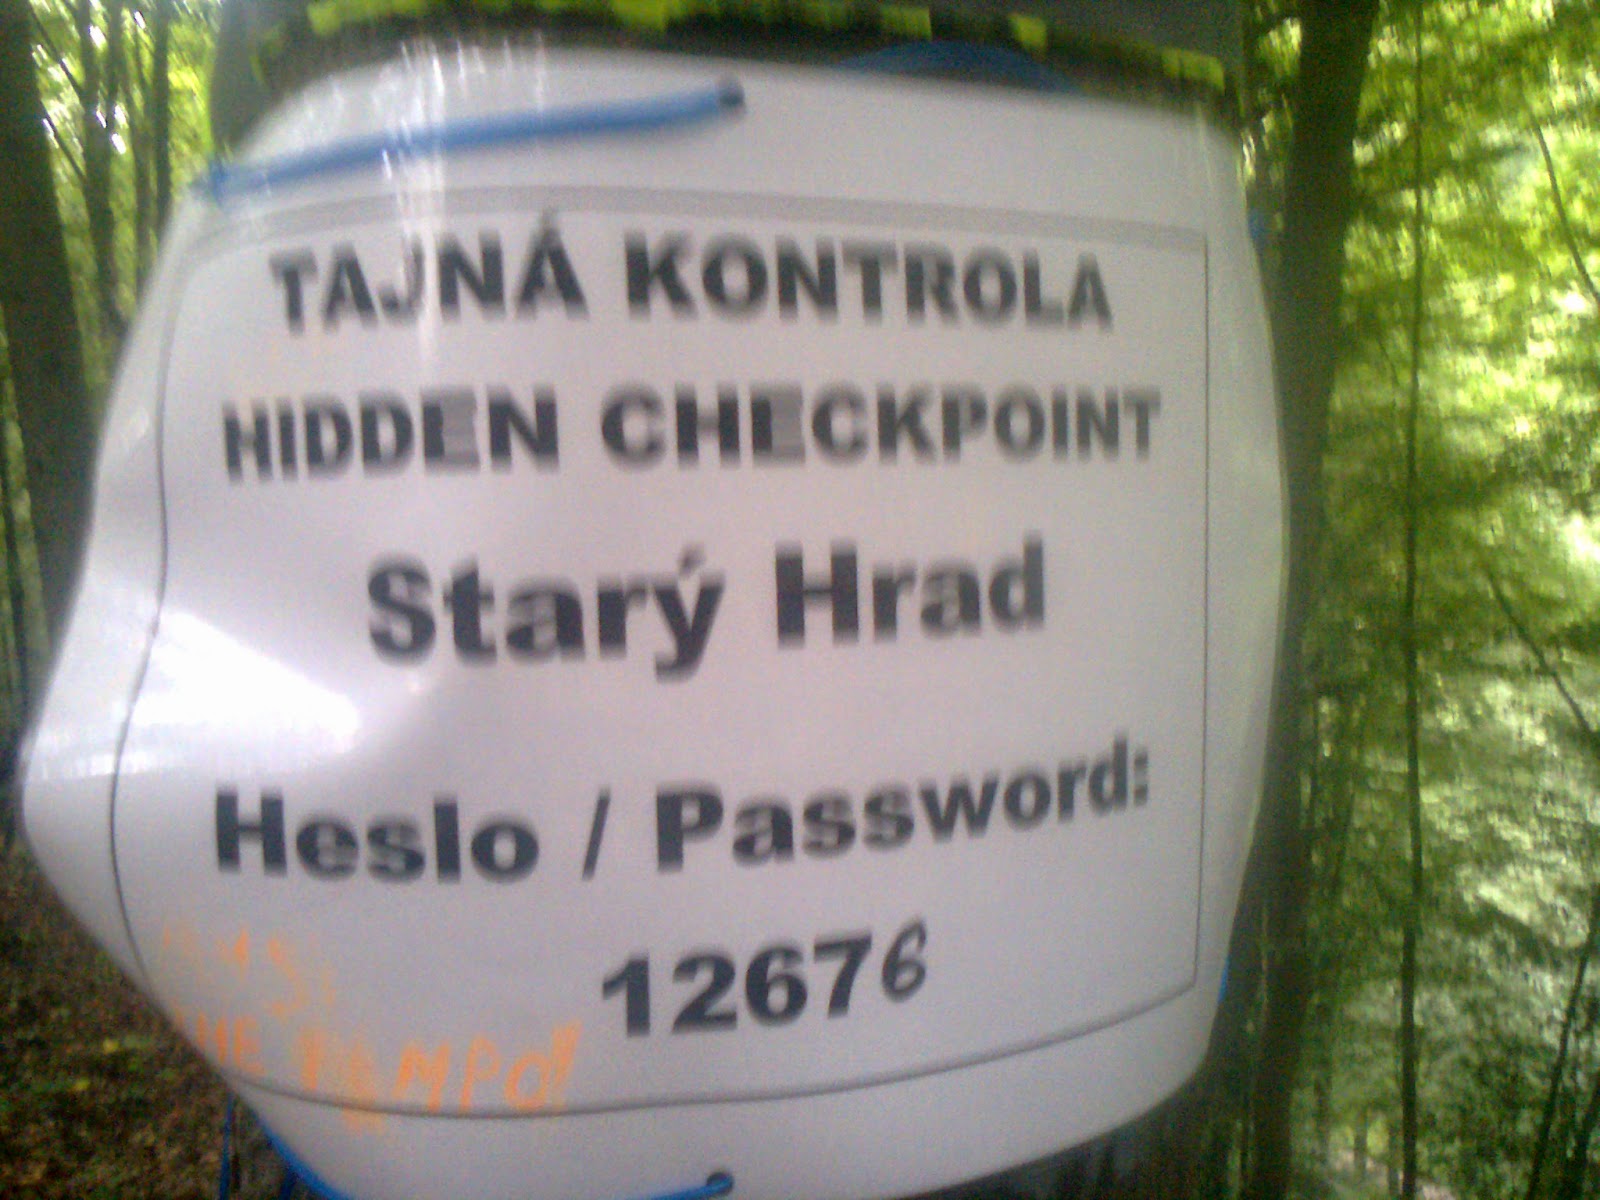 TAJNÁ KONTROLA
HIDDEN CHECKPOINT
Starý Hrad
Heslo / Password:
12676